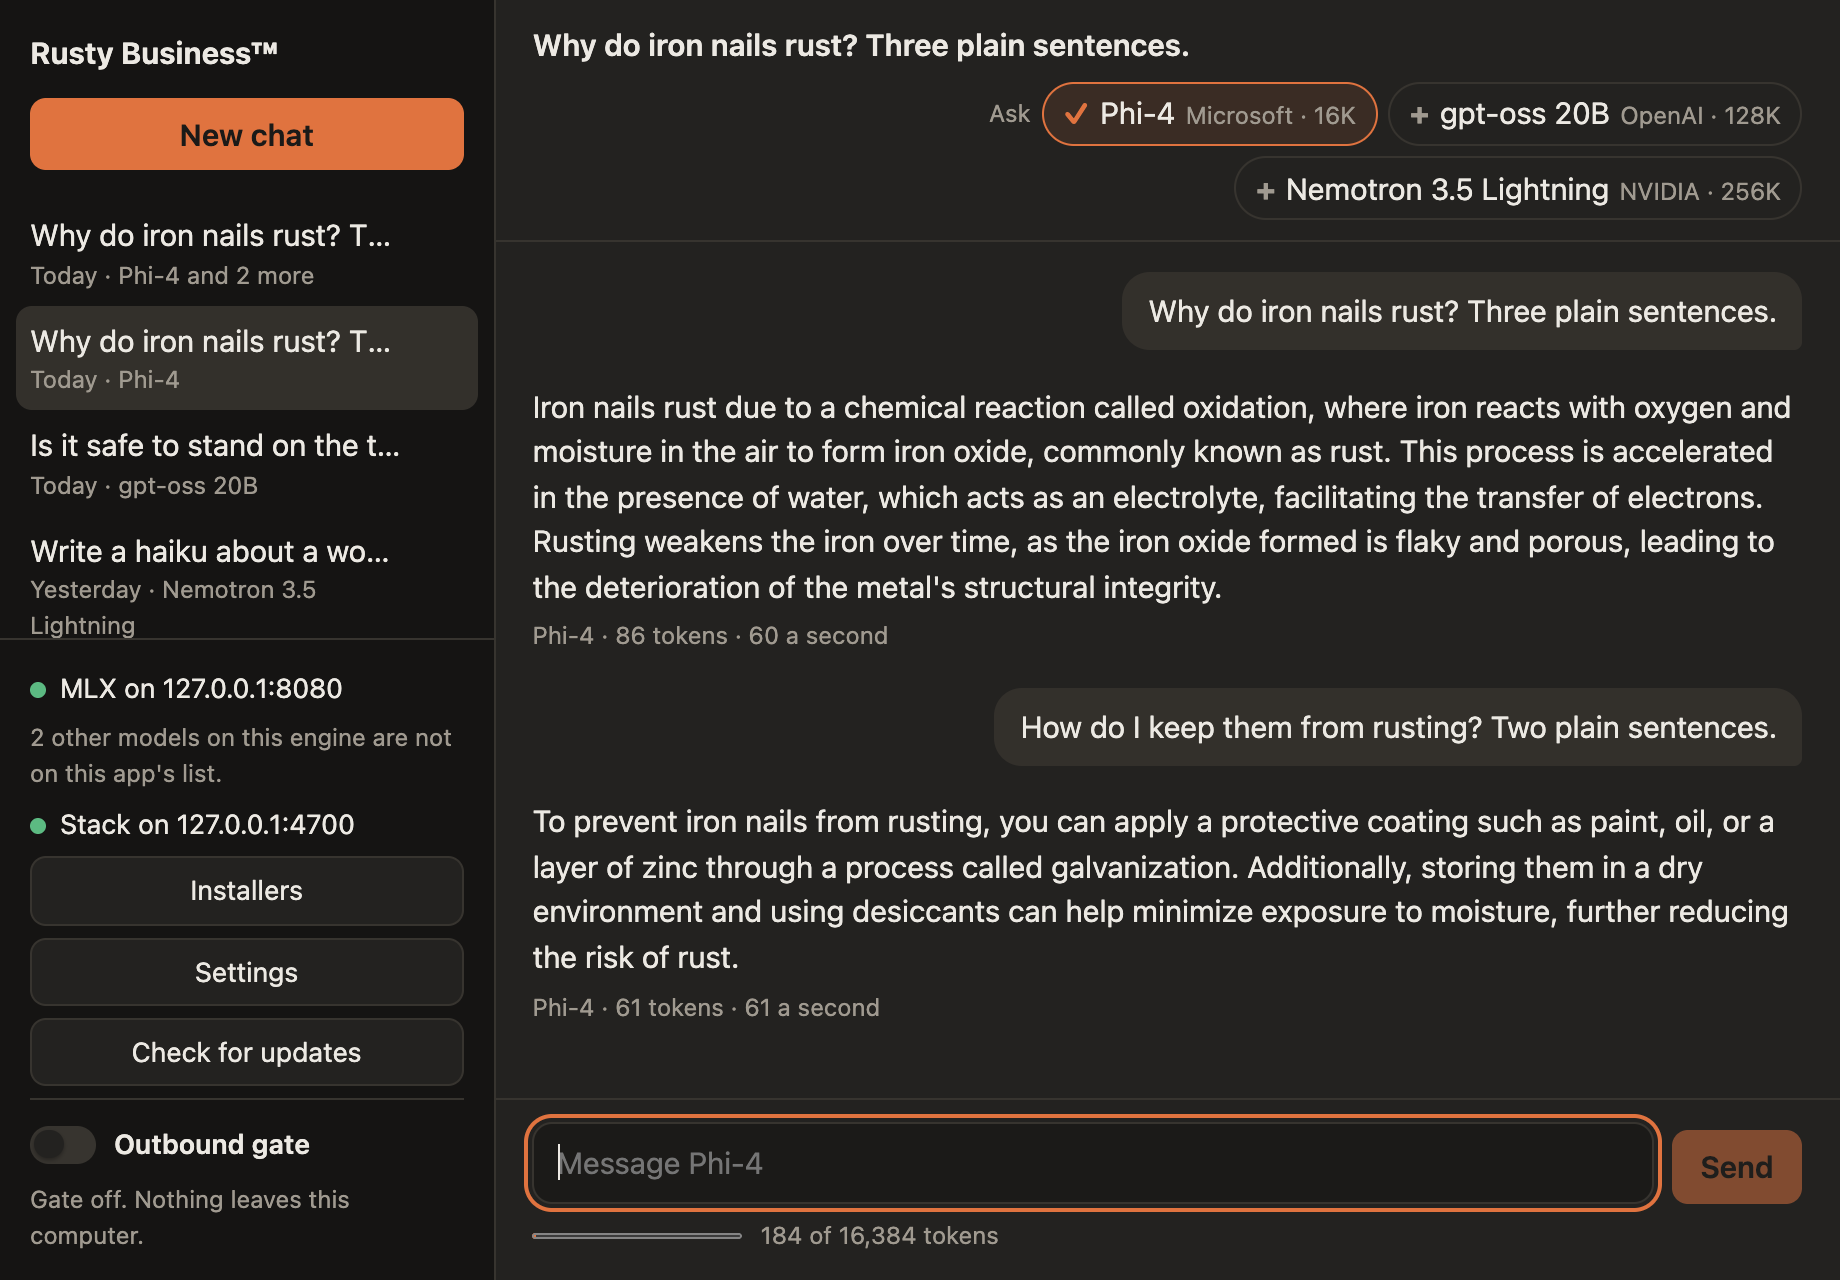 Rusty Business™
New chat
Why do iron nails rust? T...
Today · Phi-4 and 2 more
Why do iron nails rust? T...
Today · Phi-4
Is it safe to stand on the t...
Today · gpt-oss 20B
Write a haiku about a wo...
Yesterday · Nemotron 3.5
Lightning
MLX on 127.0.0.1:8080
2 other models on this engine are not
on this app's list.
Stack on 127.0.0.1:4700
Installers
Settings
Check for updates
Outbound gate
Gate off. Nothing leaves this
computer.
Why do iron nails rust? Three plain sentences.
Ask ✓ Phi-4 Microsoft · 16K + gpt-oss 20B OpenAI · 128K
+ Nemotron 3.5 Lightning NVIDIA · 256K
Why do iron nails rust? Three plain sentences.
Iron nails rust due to a chemical reaction called oxidation, where iron reacts with oxygen and
moisture in the air to form iron oxide, commonly known as rust. This process is accelerated
in the presence of water, which acts as an electrolyte, facilitating the transfer of electrons.
Rusting weakens the iron over time, as the iron oxide formed is flaky and porous, leading to
the deterioration of the metal's structural integrity.
Phi-4 · 86 tokens · 60 a second
How do I keep them from rusting? Two plain sentences.
To prevent iron nails from rusting, you can apply a protective coating such as paint, oil, or a
layer of zinc through a process called galvanization. Additionally, storing them in a dry
environment and using desiccants can help minimize exposure to moisture, further reducing
the risk of rust.
Phi-4 · 61 tokens · 61 a second
Message Phi-4
Send
184 of 16,384 tokens